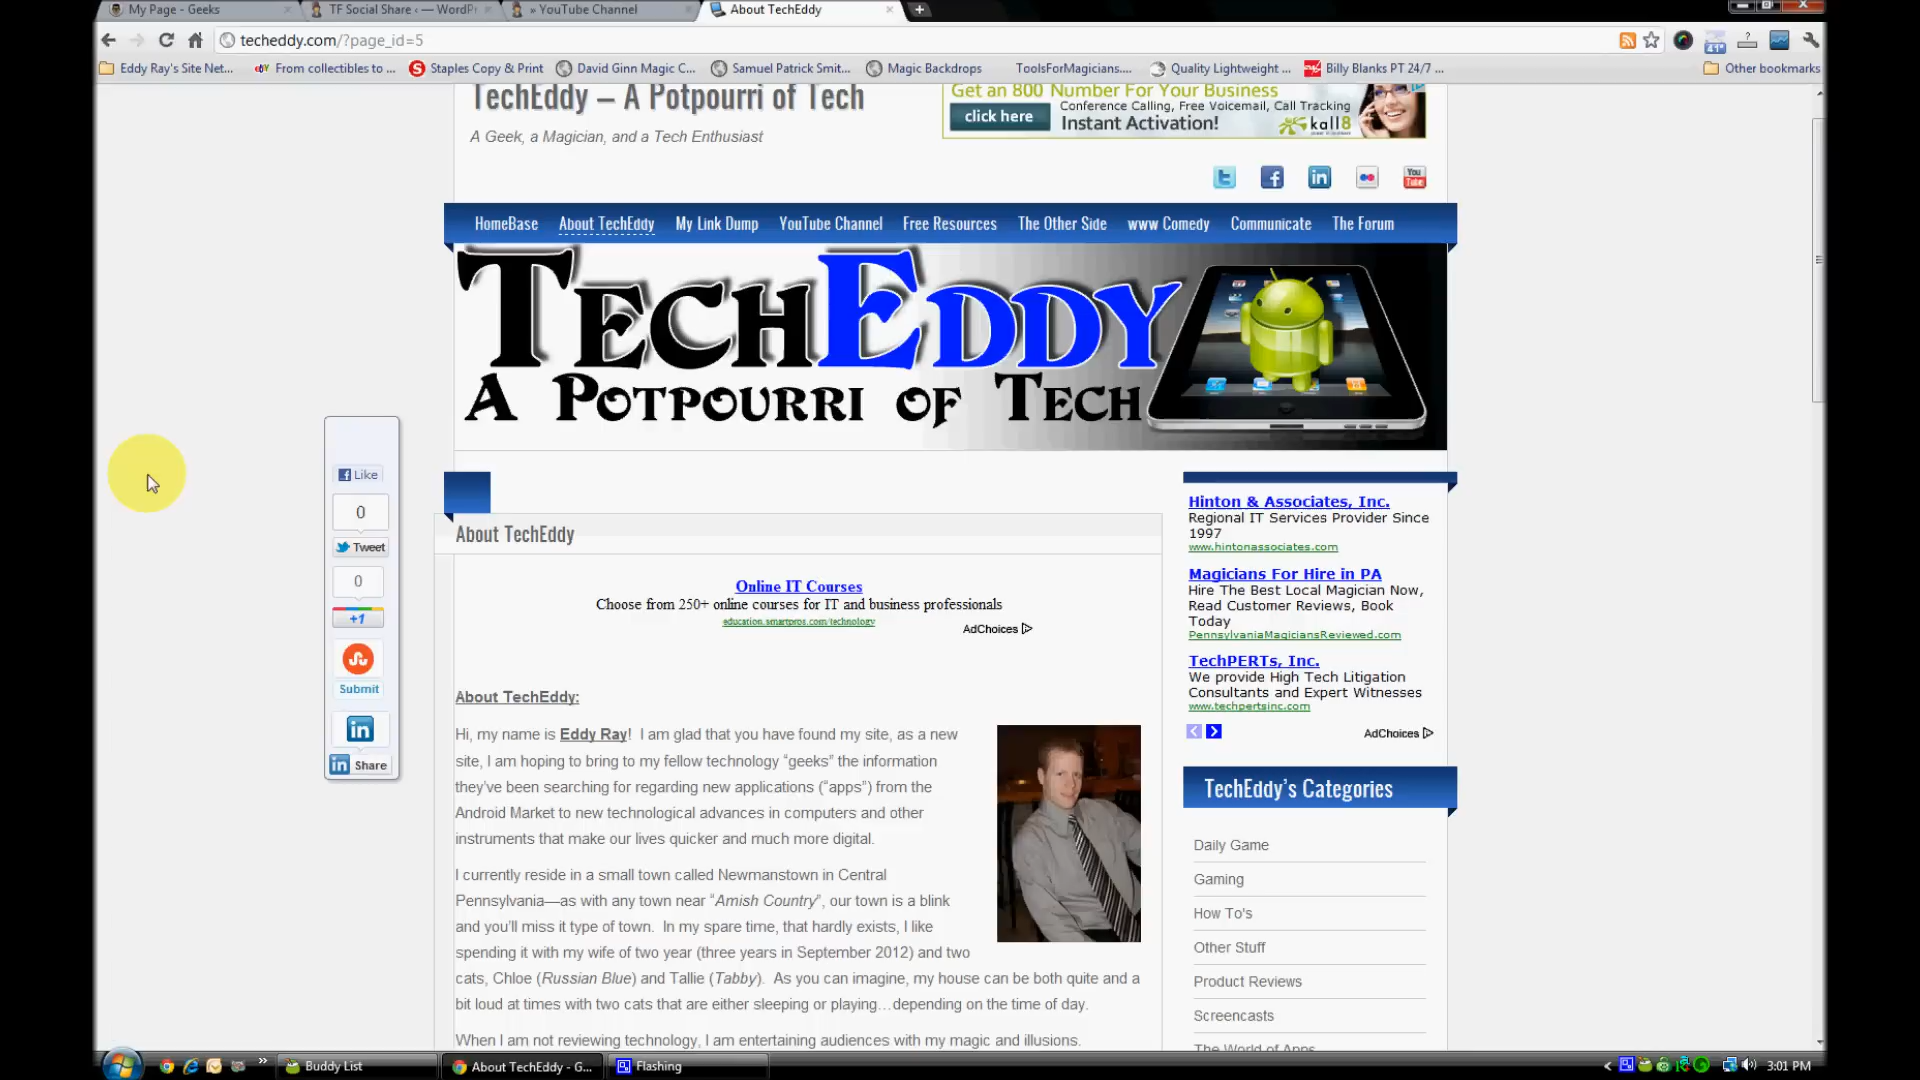 My Page - Geeks
TF Social Share ‹ — WordP
» YouTube Channel
About TechEddy
techeddy.com/?page_id=5
41°
Eddy Ray's Site Net...
From collectibles to ...
Staples Copy & Print
David Ginn Magic C...
Samuel Patrick Smit...
Magic Backdrops
ToolsForMagicians....
Quality Lightweight ...
Billy Blanks PT 24/7 ...
Other bookmarks
TechEddy – A Potpourri of Tech
A Geek, a Magician, and a Tech Enthusiast
Get an 800 Number For Your Business
click here
Conference Calling, Free Voicemail, Call Tracking
Instant Activation!
kall8
You
Tube
HomeBase
About TechEddy
My Link Dump
YouTube Channel
Free Resources
The Other Side
www Comedy
Communicate
The Forum
TECHEDDY
A POTPOURRI OF TECH
Like
0
Tweet
0
+1
Submit
in
in Share
About TechEddy
Online IT Courses
Choose from 250+ online courses for IT and business professionals
education.smartpros.com/technology
AdChoices
About TechEddy:
Hi, my name is Eddy Ray!  I am glad that you have found my site, as a new
site, I am hoping to bring to my fellow technology “geeks” the information
they’ve been searching for regarding new applications (“apps”) from the
Android Market to new technological advances in computers and other
instruments that make our lives quicker and much more digital.
I currently reside in a small town called Newmanstown in Central
Pennsylvania—as with any town near “Amish Country”, our town is a blink
and you’ll miss it type of town.  In my spare time, that hardly exists, I like
spending it with my wife of two year (three years in September 2012) and two
cats, Chloe (Russian Blue) and Tallie (Tabby).  As you can imagine, my house can be both quite and a
bit loud at times with two cats that are either sleeping or playing…depending on the time of day.
When I am not reviewing technology, I am entertaining audiences with my magic and illusions.
Hinton & Associates, Inc.
Regional IT Services Provider Since
1997
www.hintonassociates.com
Magicians For Hire in PA
Hire The Best Local Magician Now,
Read Customer Reviews, Book
Today
PennsylvaniaMagiciansReviewed.com
TechPERTs, Inc.
We provide High Tech Litigation
Consultants and Expert Witnesses
www.techpertsinc.com
AdChoices
TechEddy’s Categories
Daily Game
Gaming
How To's
Other Stuff
Product Reviews
Screencasts
The World of Apps
Buddy List
About TechEddy - G...
Flashing
3:01 PM